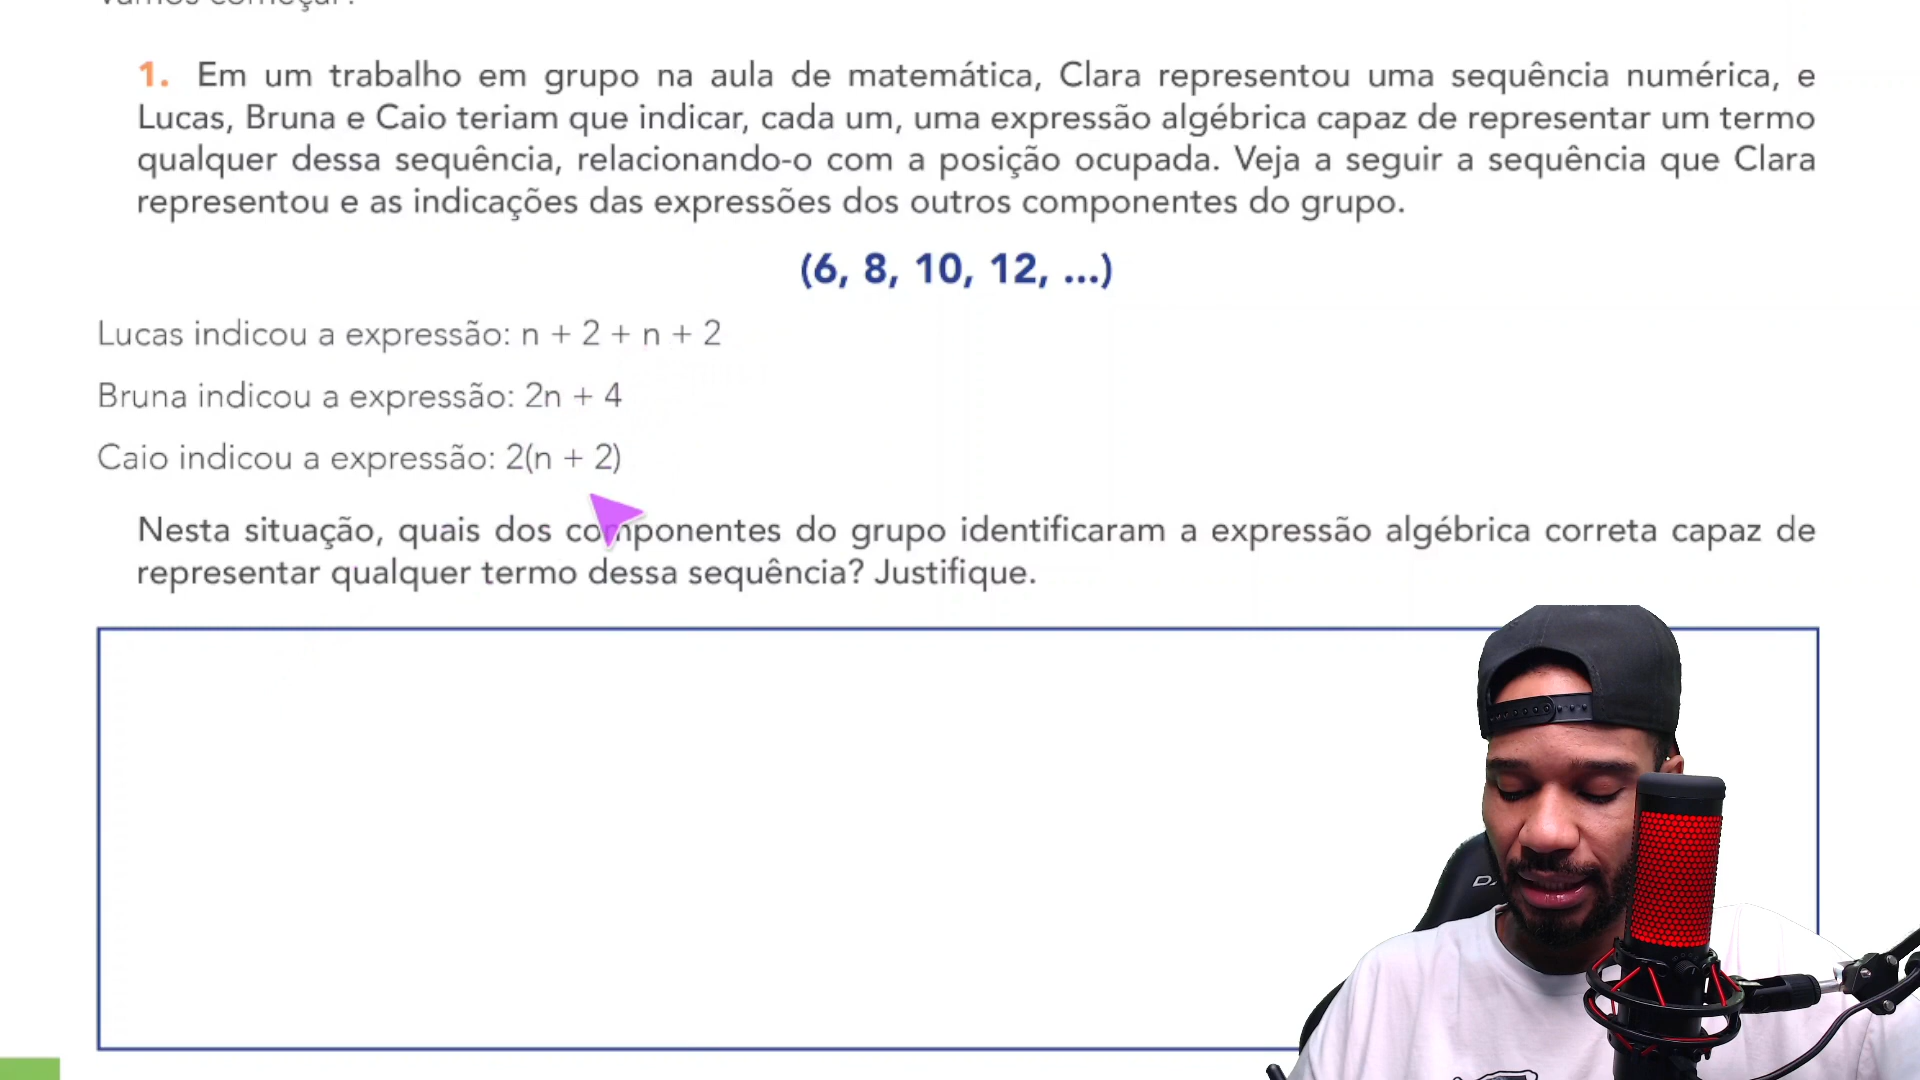 Vamos começar?
1. Em um trabalho em grupo na aula de matemática, Clara representou uma sequência numérica, e
Lucas, Bruna e Caio teriam que indicar, cada um, uma expressão algébrica capaz de representar um termo
qualquer dessa sequência, relacionando-o com a posição ocupada. Veja a seguir a sequência que Clara
representou e as indicações das expressões dos outros componentes do grupo.
(6, 8, 10, 12, ...)
Lucas indicou a expressão: n + 2 + n + 2
Bruna indicou a expressão: 2n + 4
Caio indicou a expressão: 2(n + 2)
Nesta situação, quais dos componentes do grupo identificaram a expressão algébrica correta capaz de
representar qualquer termo dessa sequência? Justifique.